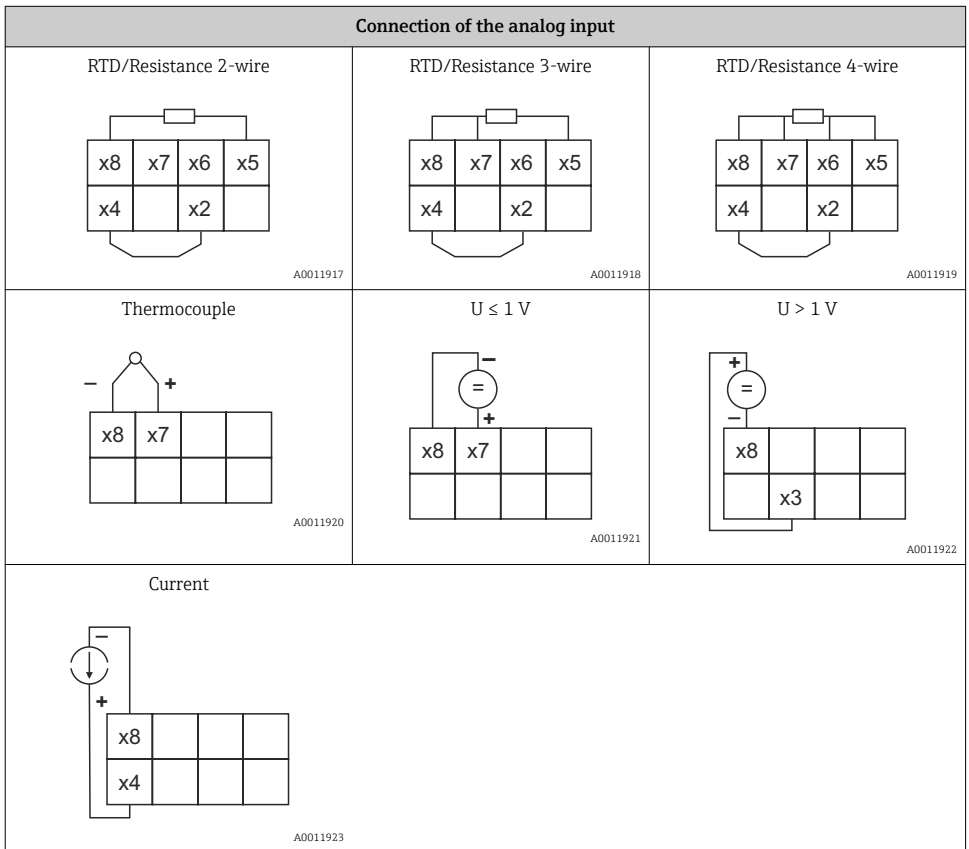 Connection of the analog input
RTD/Resistance 2-wire
x8 x7 x6 x5
x4 x2
A0011917
RTD/Resistance 3-wire
x8 x7 x6 x5
x4 x2
A0011918
RTD/Resistance 4-wire
x8 x7 x6 x5
x4 x2
A0011919
Thermocouple
− +
x8 x7
A0011920
U ≤ 1 V
−
=
+
x8 x7
A0011921
U > 1 V
+
=
−
x8
x3
A0011922
Current
−
+
x8
x4
A0011923